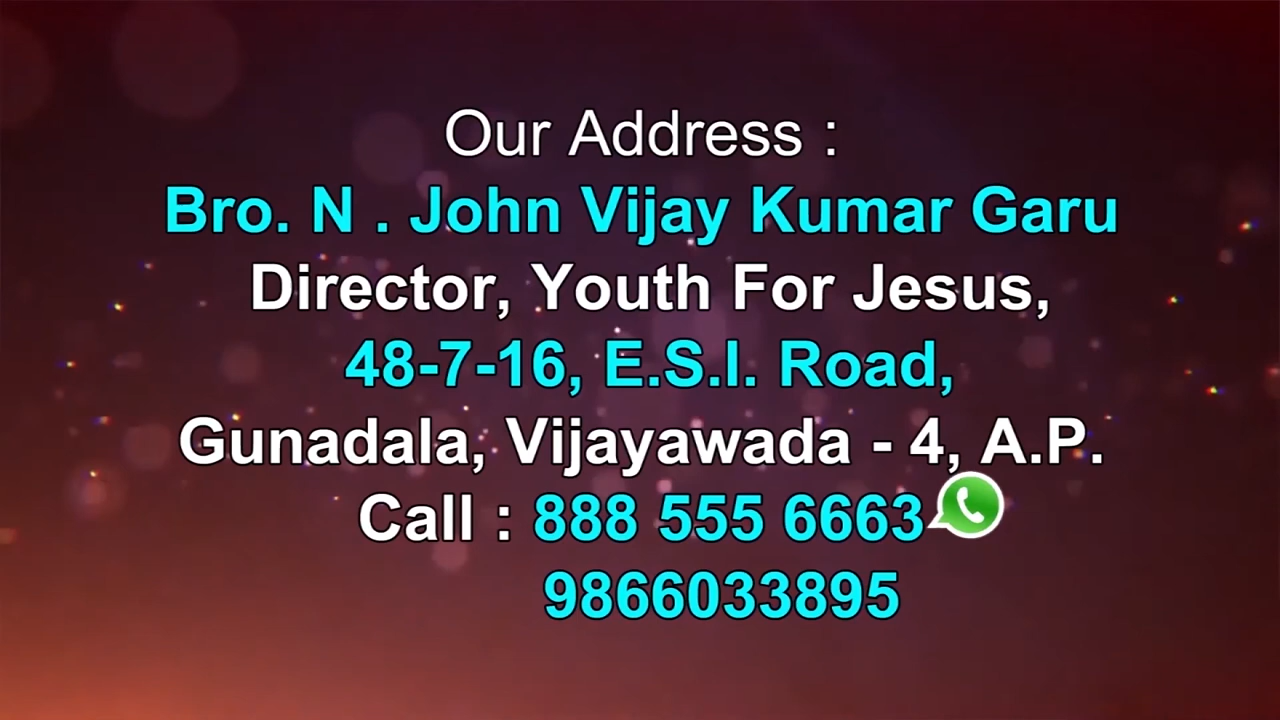 Our Address :
Bro. N . John Vijay Kumar Garu
Director, Youth For Jesus,
48-7-16, E.S.I. Road,
Gunadala, Vijayawada - 4, A.P.
Call : 888 555 6663
9866033895